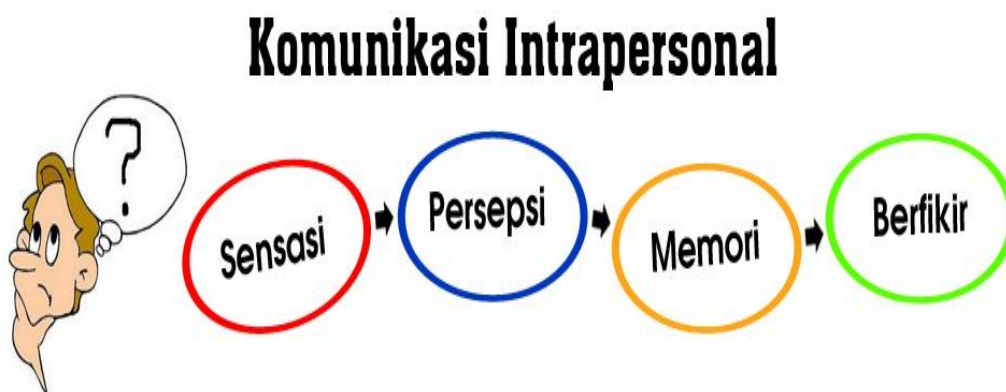 Komunikasi Intrapersonal
?
Sensasi
Persepsi
Memori
Berfikir